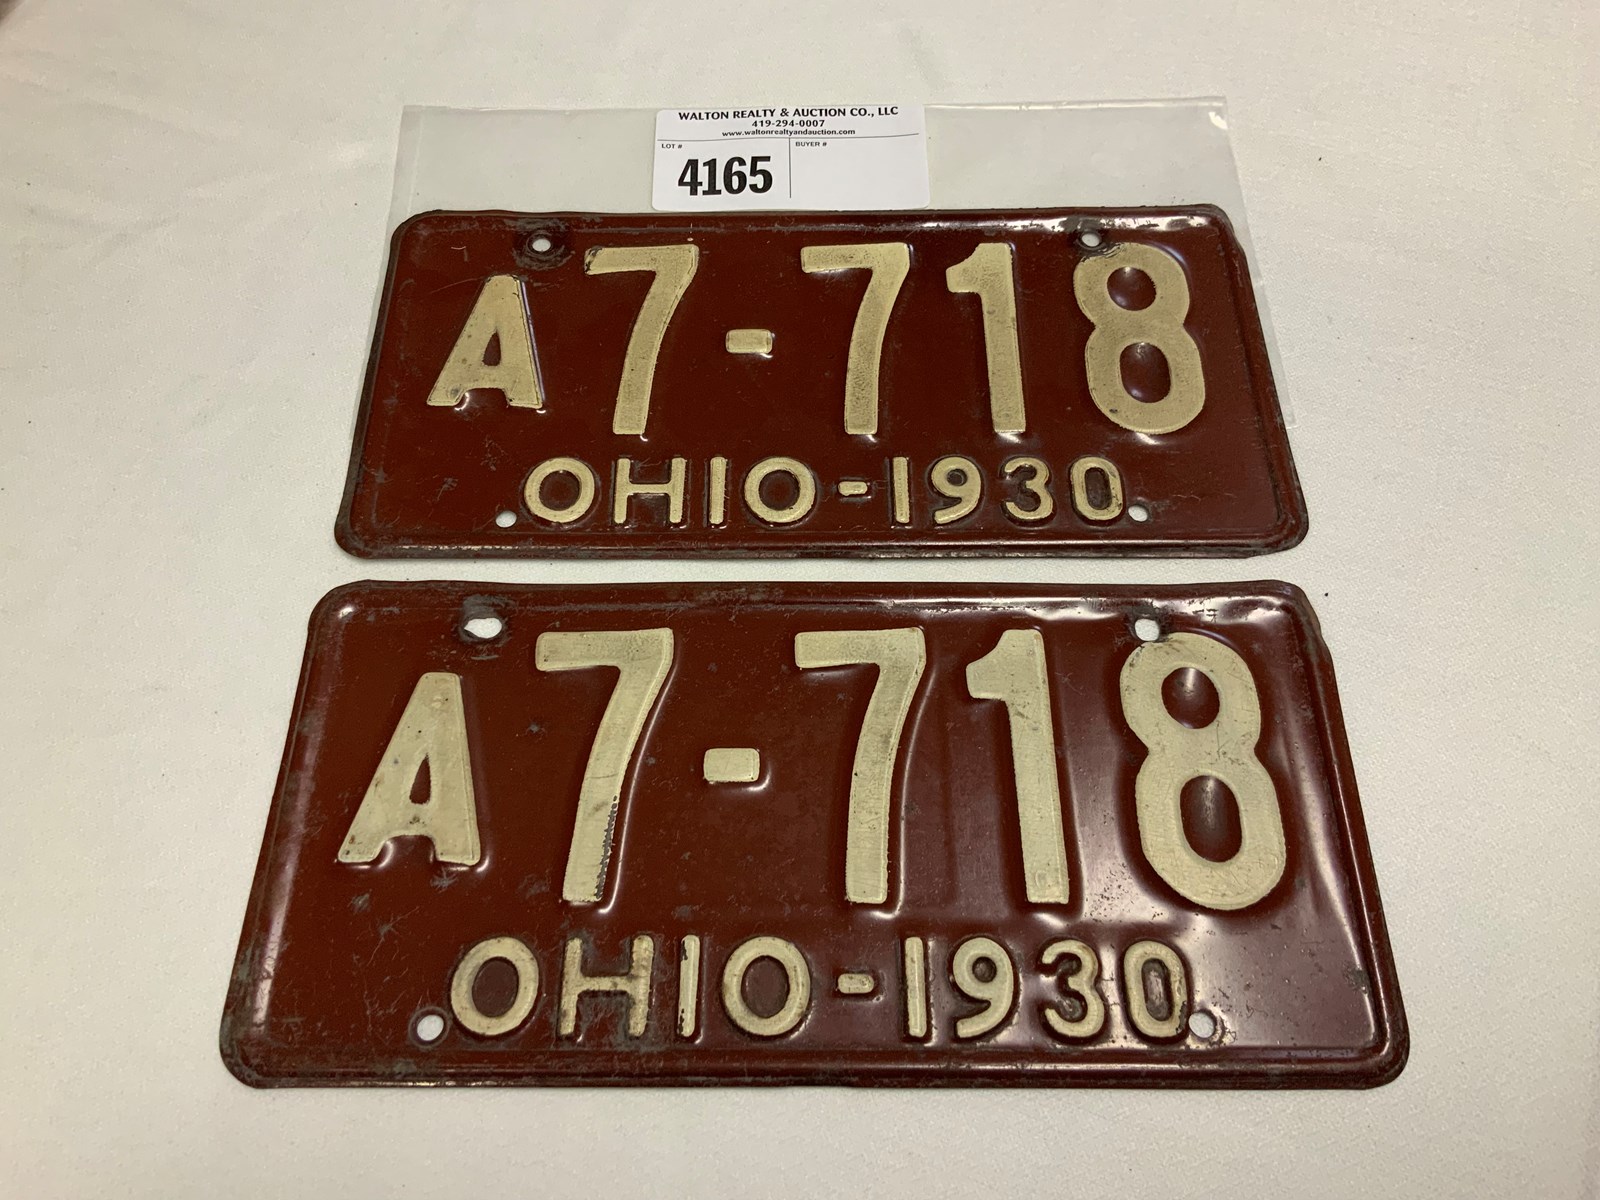 WALTON REALTY & AUCTION CO., LLC
419-294-0007
www.waltonrealtyandauction.com
LOT #
BUYER #
4165
A7-718
OHIO-1930
A7-718
OHIO-1930